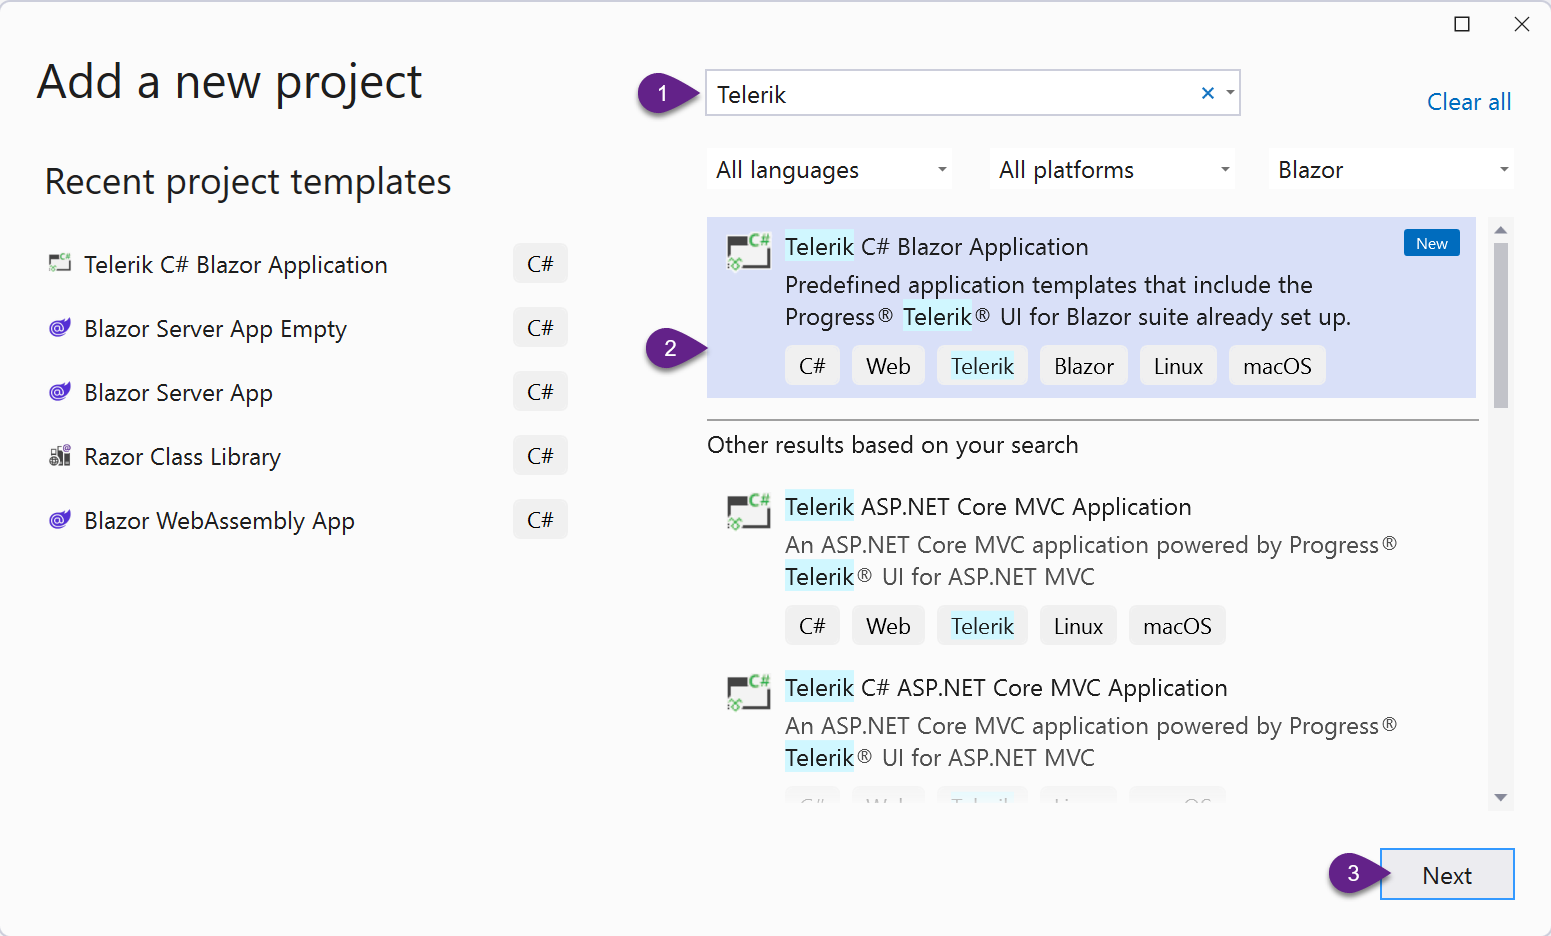 Add a new project
Recent project templates
Telerik C# Blazor Application C#
Blazor Server App Empty C#
Blazor Server App C#
Razor Class Library C#
Blazor WebAssembly App C#
1
Telerik
Clear all
All languages All platforms Blazor
C#
Telerik C# Blazor Application New
Predefined application templates that include the
Progress® Telerik® UI for Blazor suite already set up.
2
C# Web Telerik Blazor Linux macOS
Other results based on your search
C#
Telerik ASP.NET Core MVC Application
An ASP.NET Core MVC application powered by Progress®
Telerik® UI for ASP.NET MVC
C# Web Telerik Linux macOS
C#
Telerik C# ASP.NET Core MVC Application
An ASP.NET Core MVC application powered by Progress®
Telerik® UI for ASP.NET MVC
3
Next